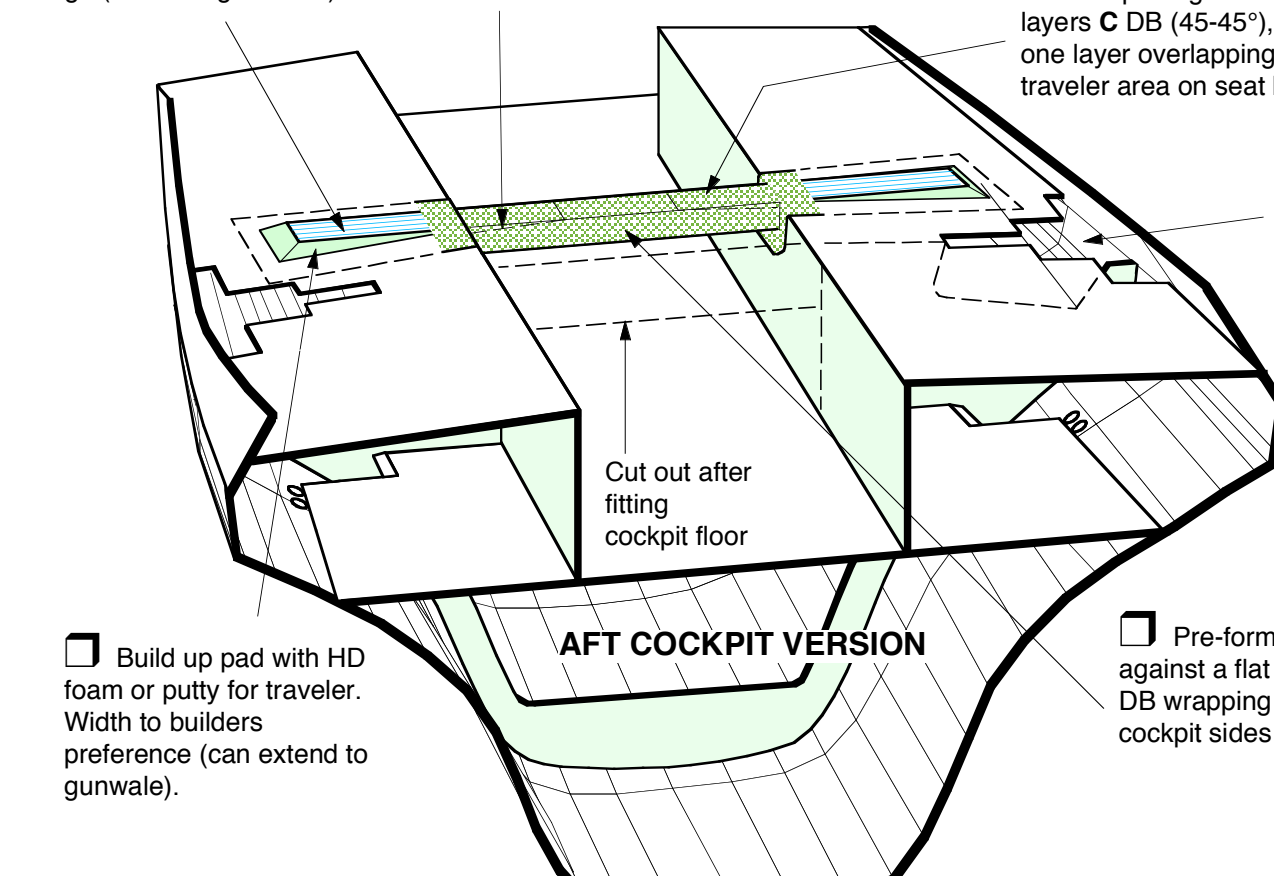 layers C DB (45-45°),
one layer overlapping
traveler area on seat
Cut out after
fitting
cockpit floor
AFT COCKPIT VERSION
Build up pad with HD
foam or putty for traveler.
Width to builders
preference (can extend to
gunwale).
Pre-form
against a flat
DB wrapping
cockpit sides